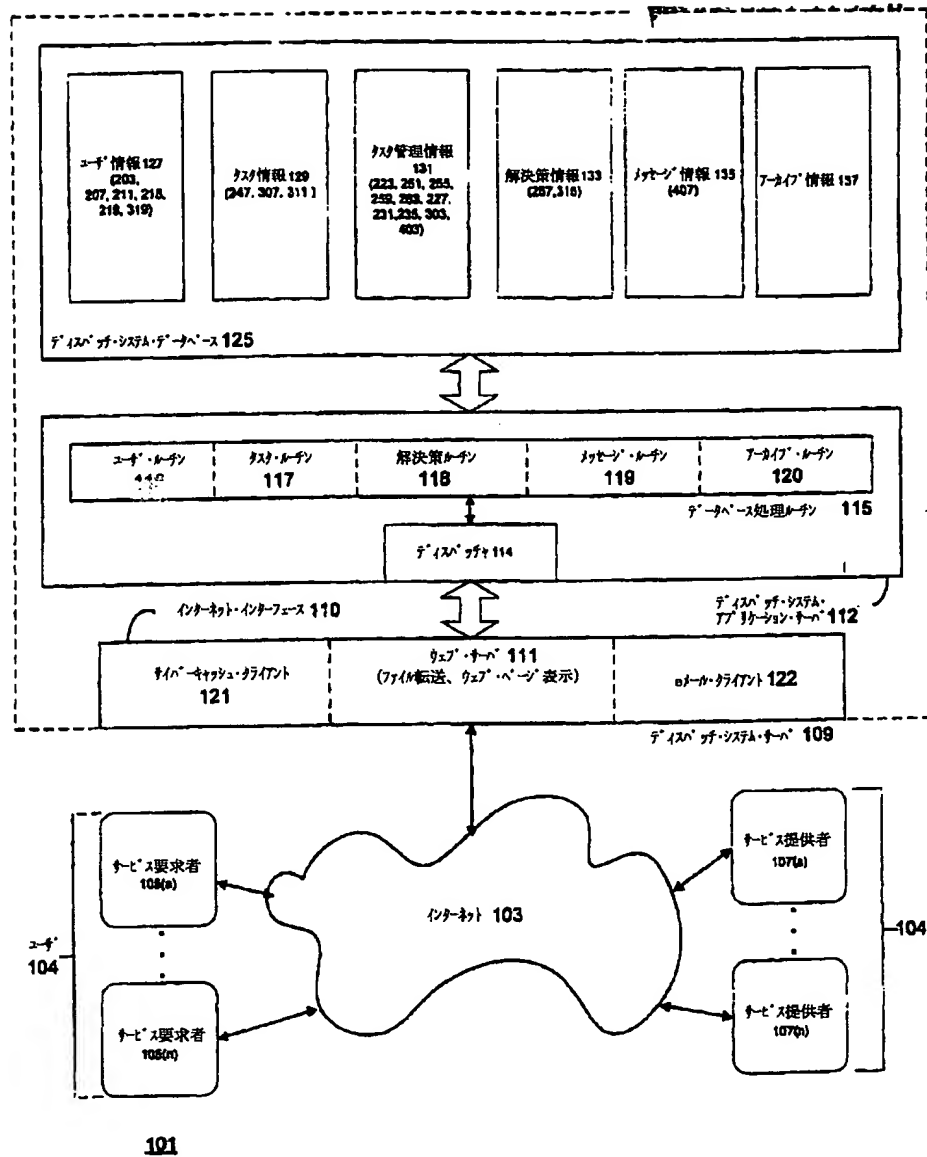 ユーザ情報 127
(203,
207, 211, 215,
219, 319)
タスク情報 129
(247, 307, 311)
タスク管理情報
131
(223, 251, 255,
259, 263, 227,
231, 235, 303,
403)
解決策情報 133
(267, 315)
メッセージ情報 135
(407)
アーカイブ情報 137
ディスパッチ・システム・データベース 125
ユーザ・ルーチン
タスク・ルーチン
117
解決策ルーチン
118
メッセージ・ルーチン
119
アーカイブ・ルーチン
120
データベース処理ルーチン 115
ディスパッチャ 114
インターネット・インターフェース 110
ディスパッチ・システム・
アプリケーション・サーバ 112
サイバーキャッシュ・クライアント
121
ウェブ・サーバ 111
(ファイル転送、ウェブ・ページ表示)
eメール・クライアント 122
ディスパッチ・システム・サーバ 109
サービス要求者
105(a)
サービス提供者
107(a)
インターネット 103
ユーザ
104
104
サービス要求者
105(n)
サービス提供者
107(n)
101